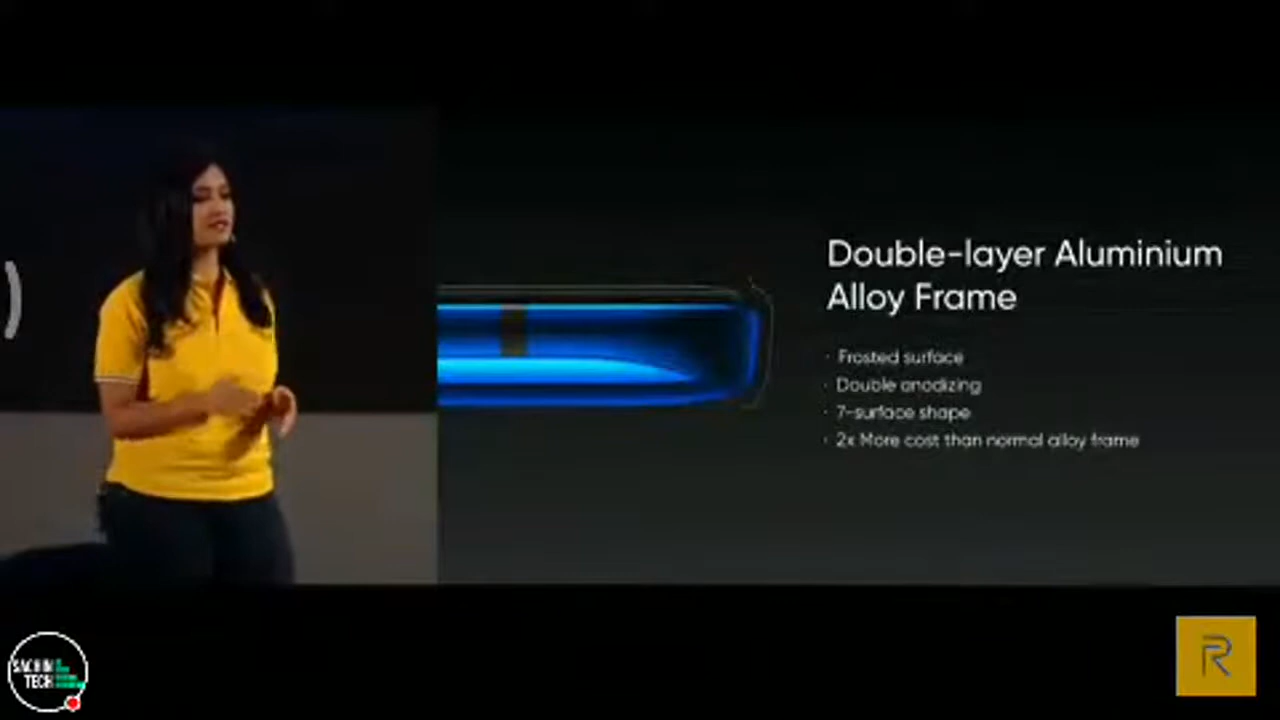 )
Double-layer Aluminium
Alloy Frame
· Frosted surface
· Double anodizing
· 7-surface shape
· 2x More cost than normal alloy frame
SACHIN
TECH
R